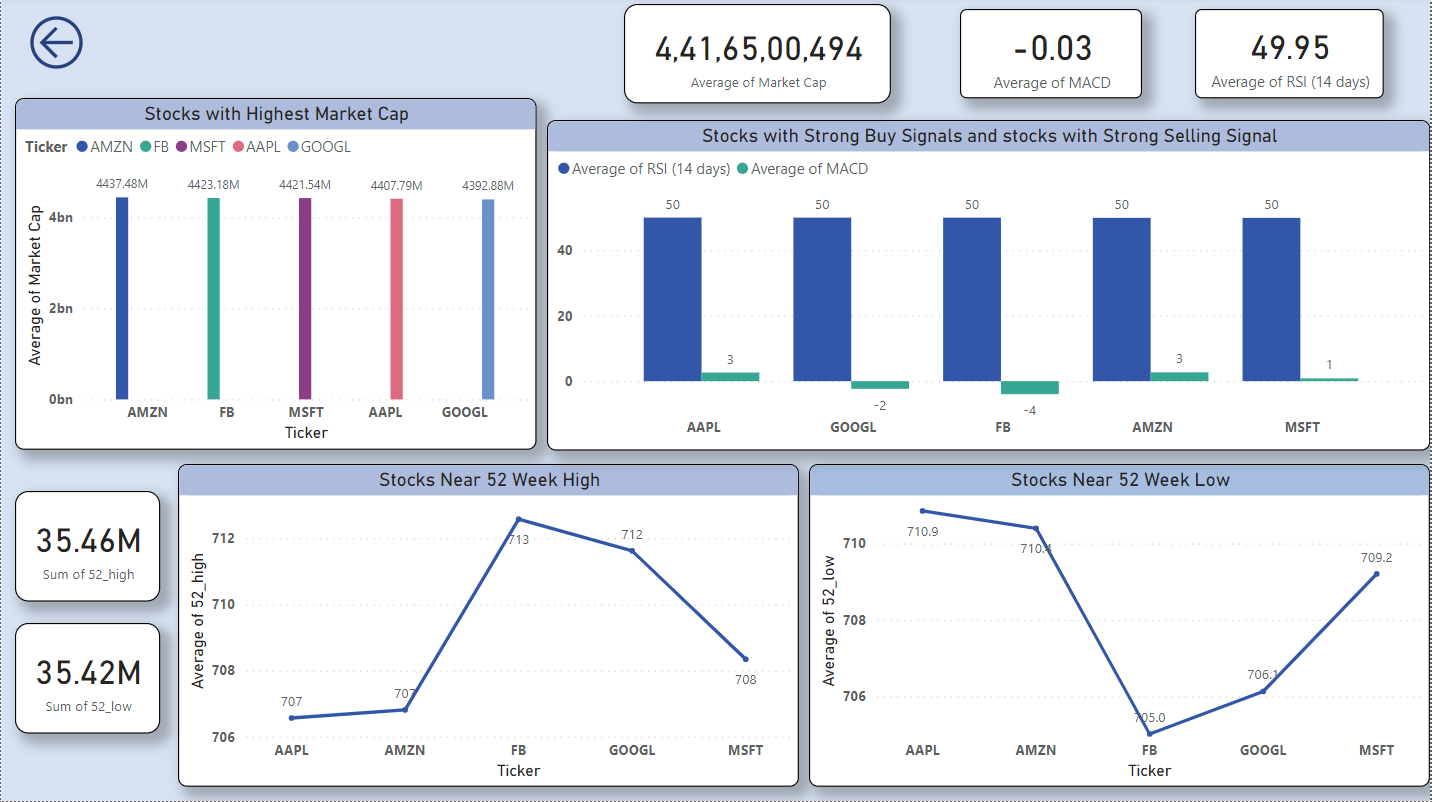 4,41,65,00,494
Average of Market Cap
-0.03
Average of MACD
49.95
Average of RSI (14 days)
Stocks with Highest Market Cap
Ticker AMZN FB MSFT AAPL GOOGL
Average of Market Cap
4bn
2bn
0bn
4437.48M 4423.18M 4421.54M 4407.79M 4392.88M
AMZN FB MSFT AAPL GOOGL
Ticker
Stocks with Strong Buy Signals and stocks with Strong Selling Signal
Average of RSI (14 days) Average of MACD
40
20
0
50 50 50 50 50
3 -2 -4 3 1
AAPL GOOGL FB AMZN MSFT
35.46M
Sum of 52_high
35.42M
Sum of 52_low
Stocks Near 52 Week High
Average of 52_high
712
710
708
706
707 707 713 712 708
AAPL AMZN FB GOOGL MSFT
Ticker
Stocks Near 52 Week Low
Average of 52_low
710
708
706
710.9 710.4 705.0 706.1 709.2
AAPL AMZN FB GOOGL MSFT
Ticker